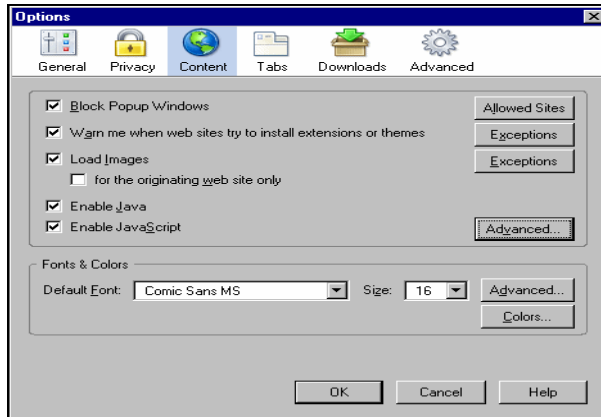 Options
General Privacy Content Tabs Downloads Advanced
Block Popup Windows Allowed Sites
Warn me when web sites try to install extensions or themes Exceptions
Load Images Exceptions
for the originating web site only
Enable Java
Enable JavaScript Advanced...
Fonts & Colors
Default Font: Comic Sans MS Size: 16 Advanced...
Colors...
OK Cancel Help